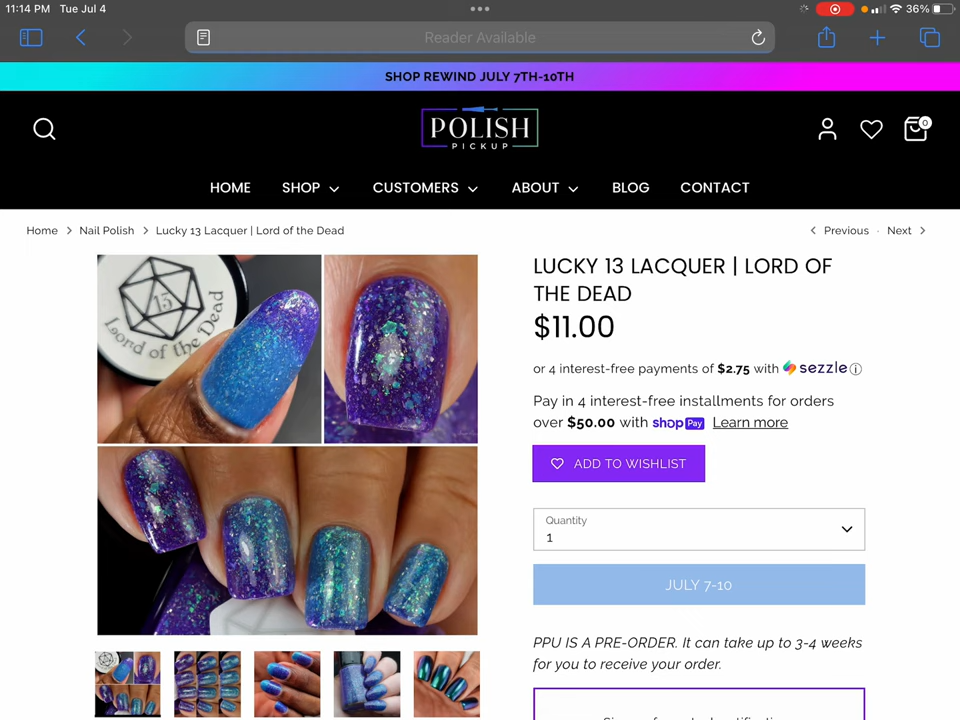 11:14 PM Tue Jul 4
36%
Reader Available
SHOP REWIND JULY 7TH-10TH
POLISH
PICKUP
0
HOME SHOP CUSTOMERS ABOUT BLOG CONTACT
Home > Nail Polish > Lucky 13 Lacquer | Lord of the Dead
< Previous · Next >
13
Lord of the Dead
LUCKY 13 LACQUER | LORD OF
THE DEAD
$11.00
or 4 interest-free payments of $2.75 with sezzle
Pay in 4 interest-free installments for orders
over $50.00 with shop Pay Learn more
ADD TO WISHLIST
Quantity
1
JULY 7-10
PPU IS A PRE-ORDER. It can take up to 3-4 weeks
for you to receive your order.